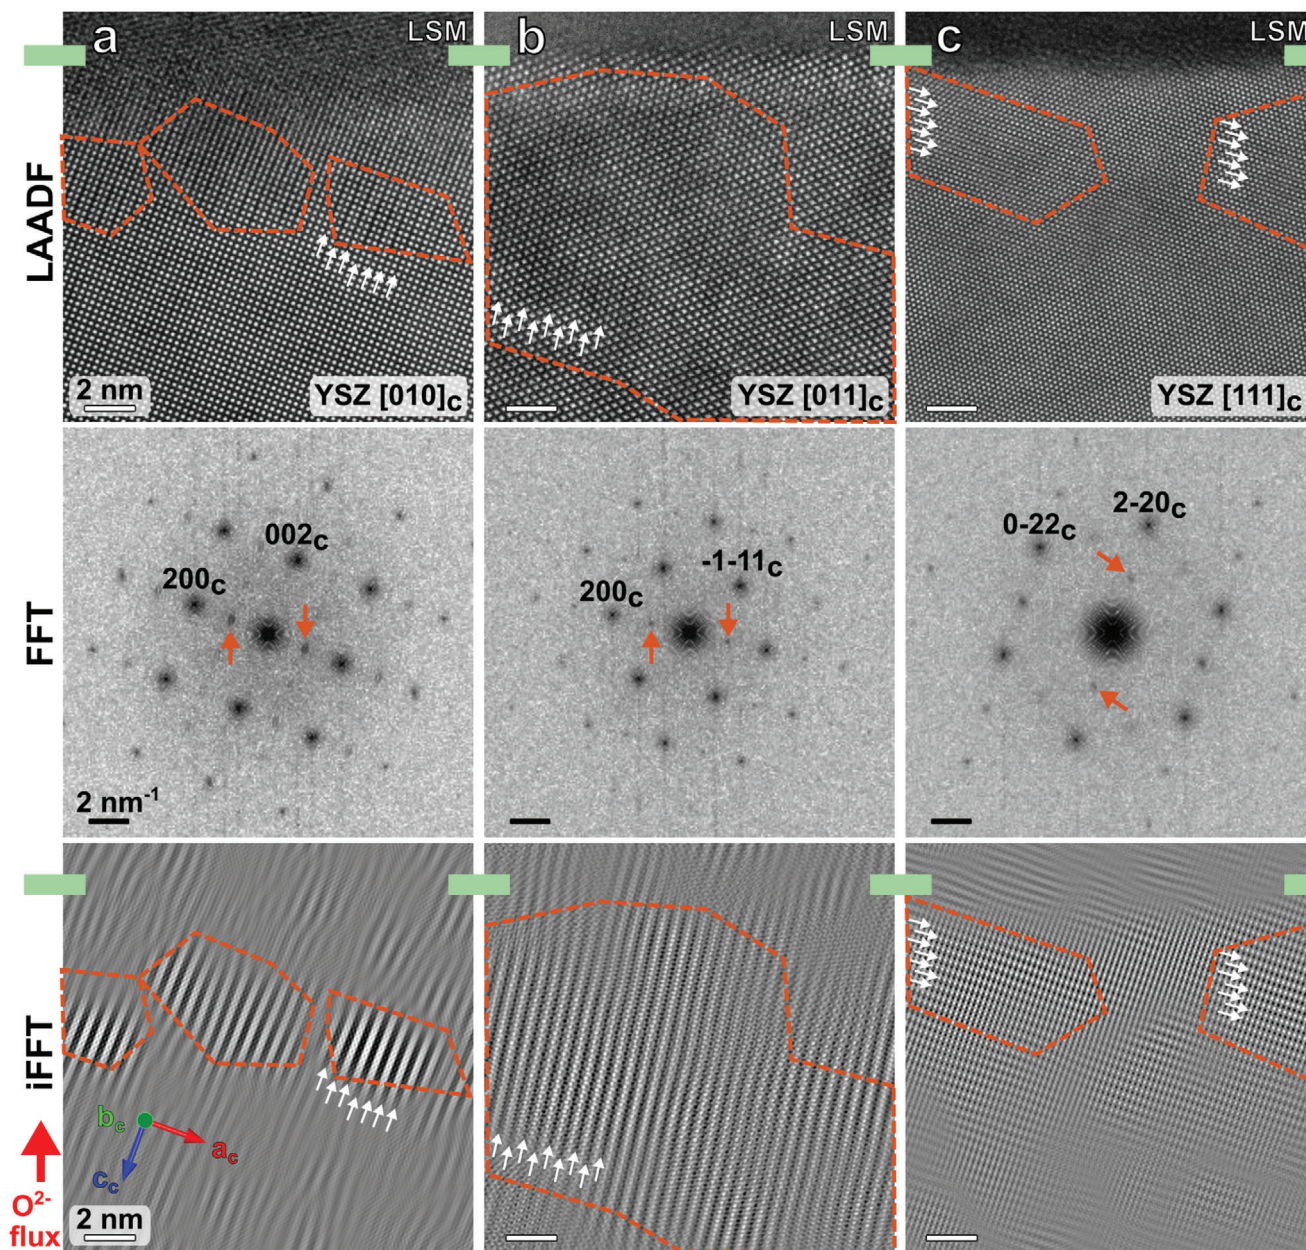 a LSM
b LSM
c LSM
LAADF
2 nm YSZ [010]c
YSZ [011]c
YSZ [111]c
FFT
002c
200c
2 nm-1
-1-11c
200c
0-22c
2-20c
iFFT
bc
ac
cc
2 nm
O2-
flux